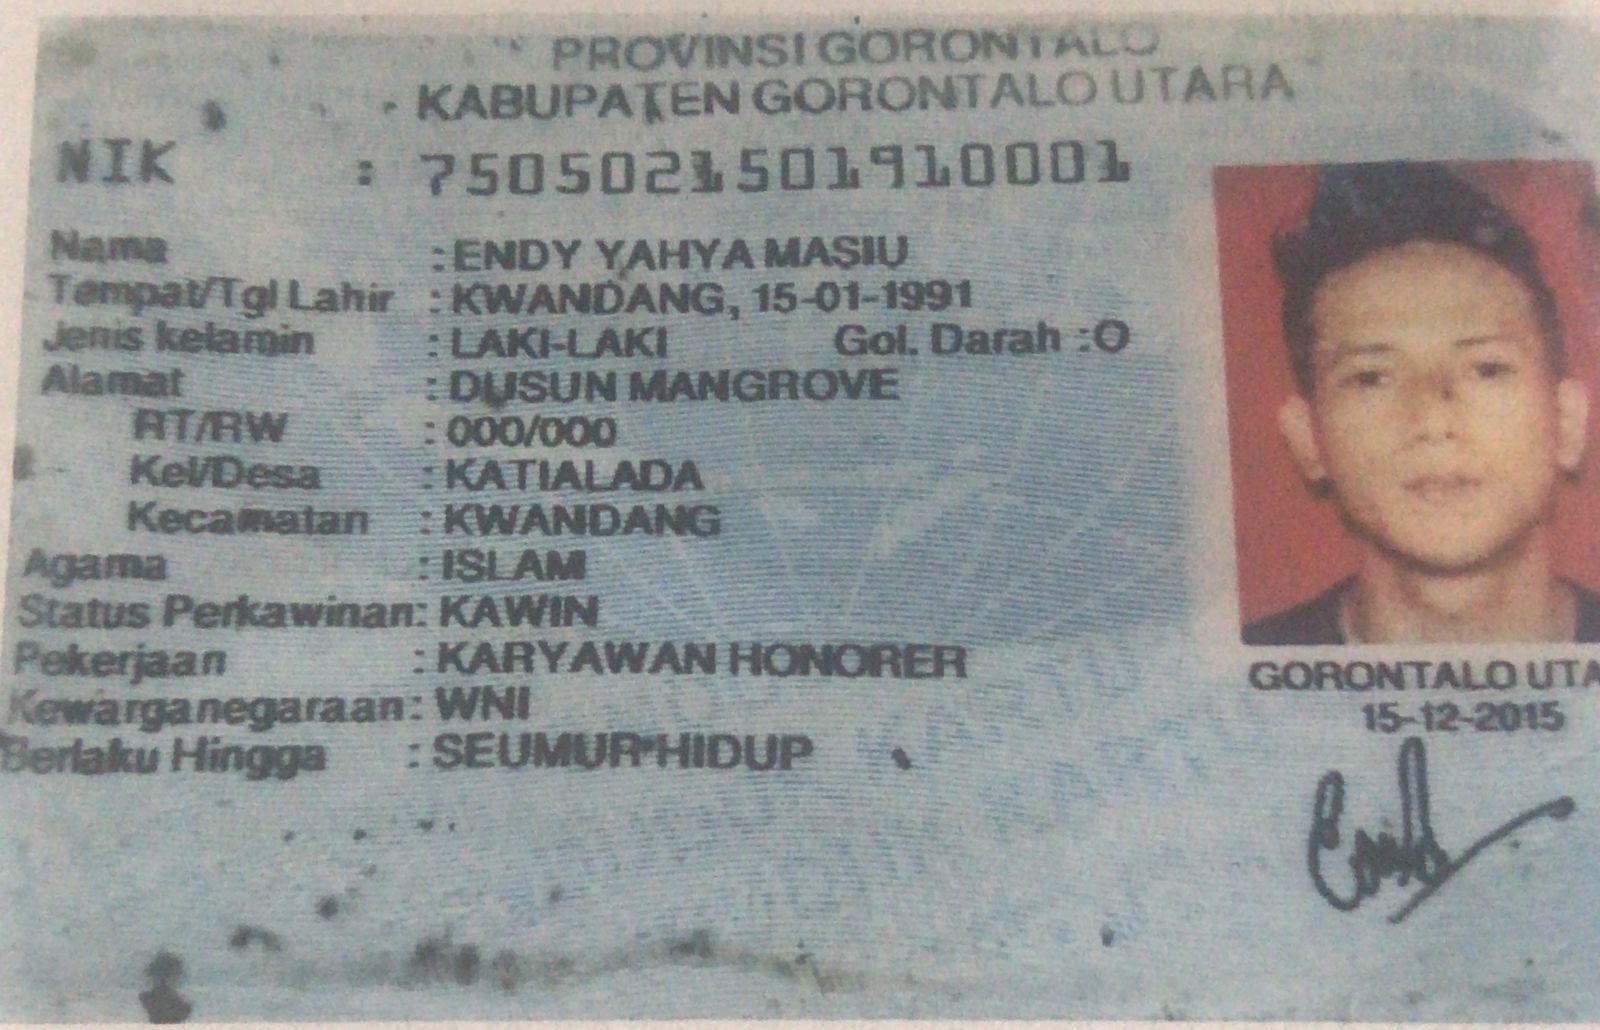 PROVINSI GORONTALO
KABUPATEN GORONTALO UTARA
NIK : 7505021501910001
Nama : ENDY YAHYA MASIU
Tempat/Tgl Lahir : KWANDANG, 15-01-1991
Jenis kelamin : LAKI-LAKI Gol. Darah : O
Alamat : DUSUN MANGROVE
RT/RW : 000/000
Kel/Desa : KATIALADA
Kecamatan : KWANDANG
Agama : ISLAM
Status Perkawinan: KAWIN
Pekerjaan : KARYAWAN HONORER
Kewarganegaraan: WNI
Berlaku Hingga : SEUMUR HIDUP
GORONTALO UTA
15-12-2015